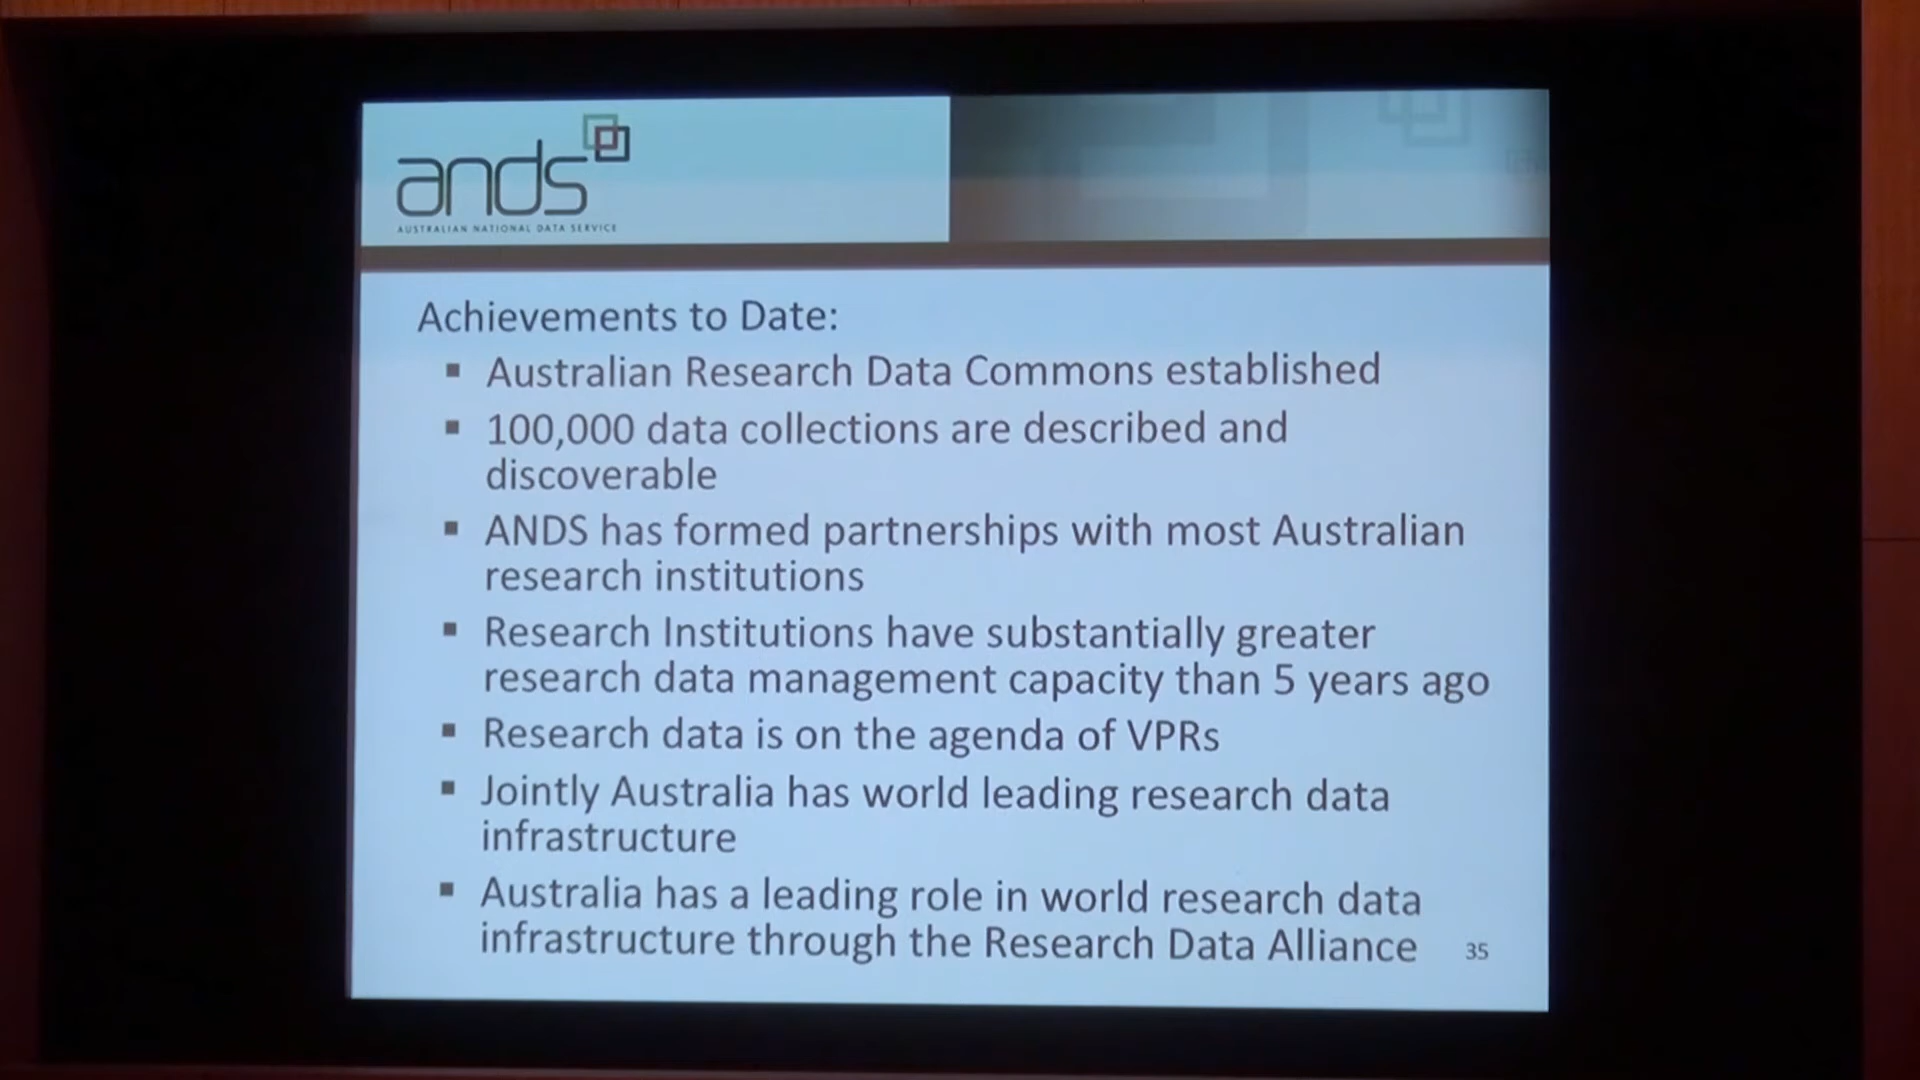 ands
AUSTRALIAN NATIONAL DATA SERVICE
Achievements to Date:
▪ Australian Research Data Commons established
▪ 100,000 data collections are described and
discoverable
▪ ANDS has formed partnerships with most Australian
research institutions
▪ Research Institutions have substantially greater
research data management capacity than 5 years ago
▪ Research data is on the agenda of VPRs
▪ Jointly Australia has world leading research data
infrastructure
▪ Australia has a leading role in world research data
infrastructure through the Research Data Alliance
35